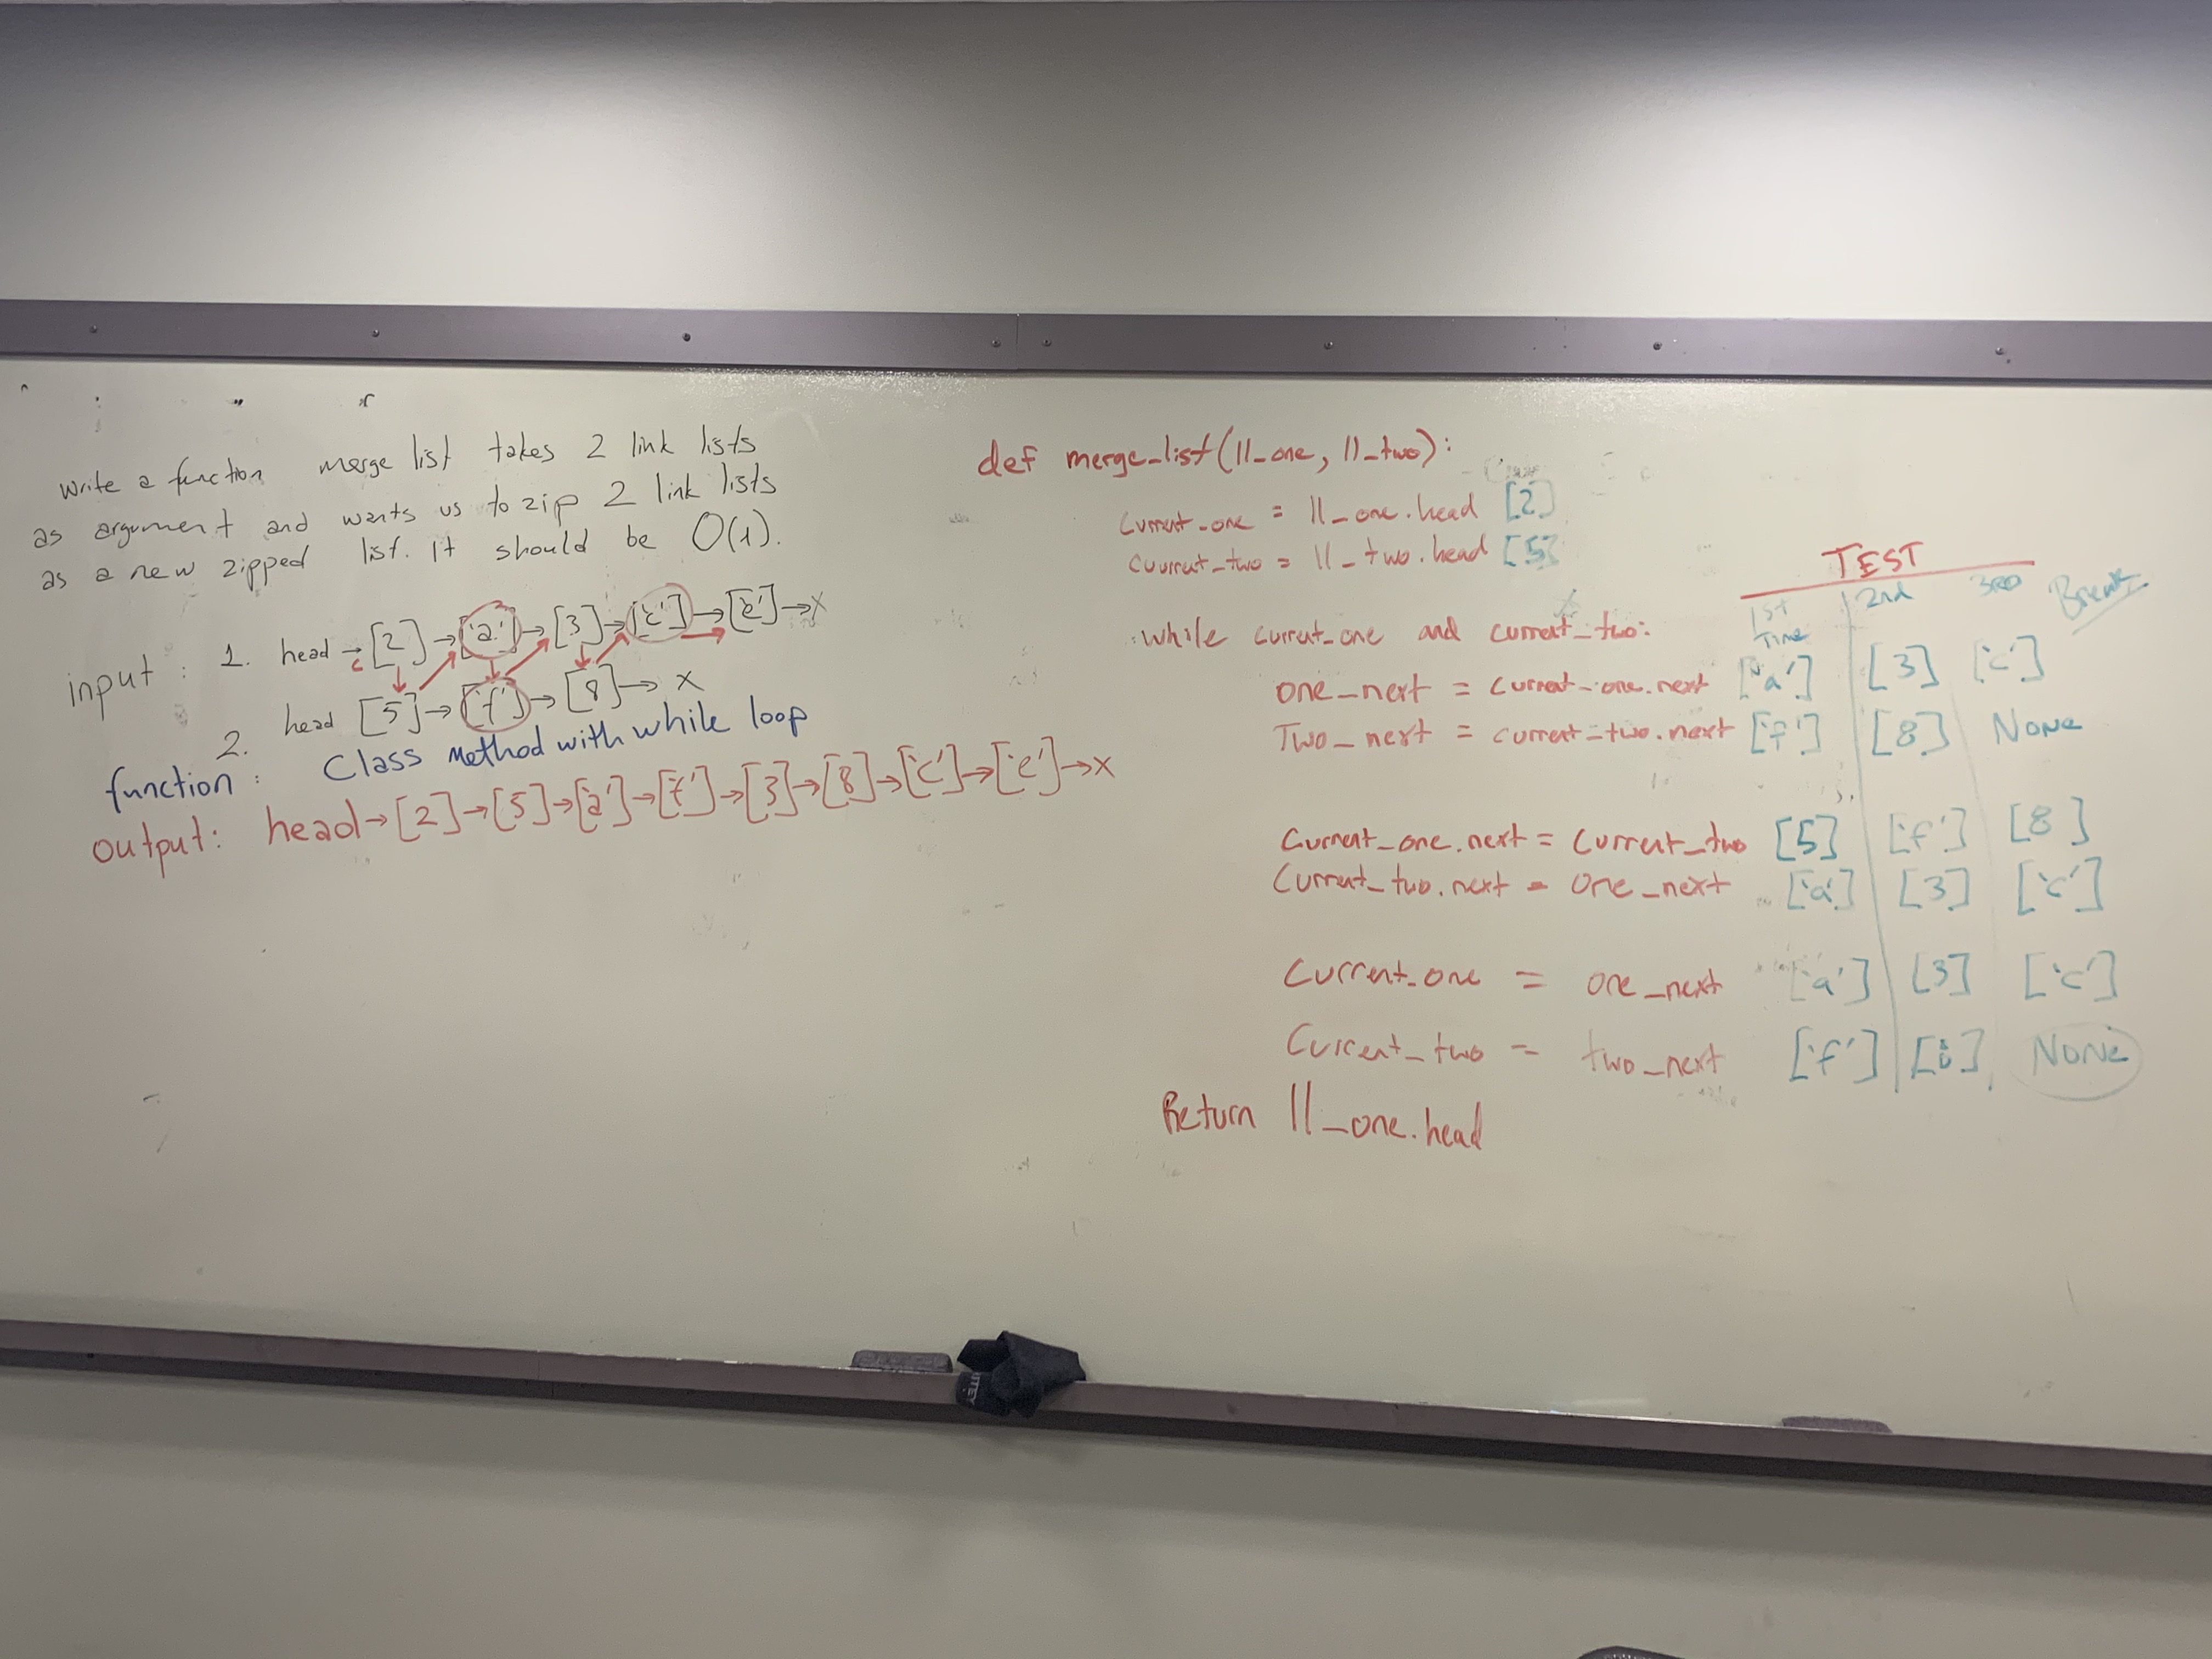 write a function merge list takes 2 link lists
as argument and wants us to zip 2 link lists
as a new zipped list. It should be O(1).
input : 1. head → [2] → ['a'] → [3] → ['c'] → ['e'] → X
c
2. head [5] → ['f'] → [8] → X
function : Class Method with while loop
output: head → [2] → [5] → ['a'] → ['f'] → [3] → [8] → ['c'] → ['e'] → X
def merge_list(ll_one, ll_two):
current_one = ll_one.head [2]
current_two = ll_two.head [5]
TEST
1st Time 2nd 3RD Break
while current_one and current_two:
one_next = current_one.next ['a'] [3] ['c']
Two_next = current_two.next ['f'] [8] None
Current_one.next = current_two [5] ['f'] [8]
Current_two.next = one_next ['a'] [3] ['c']
Current_one = one_next ['a'] [3] ['c']
Current_two = two_next ['f'] [8] None
Return ll_one.head